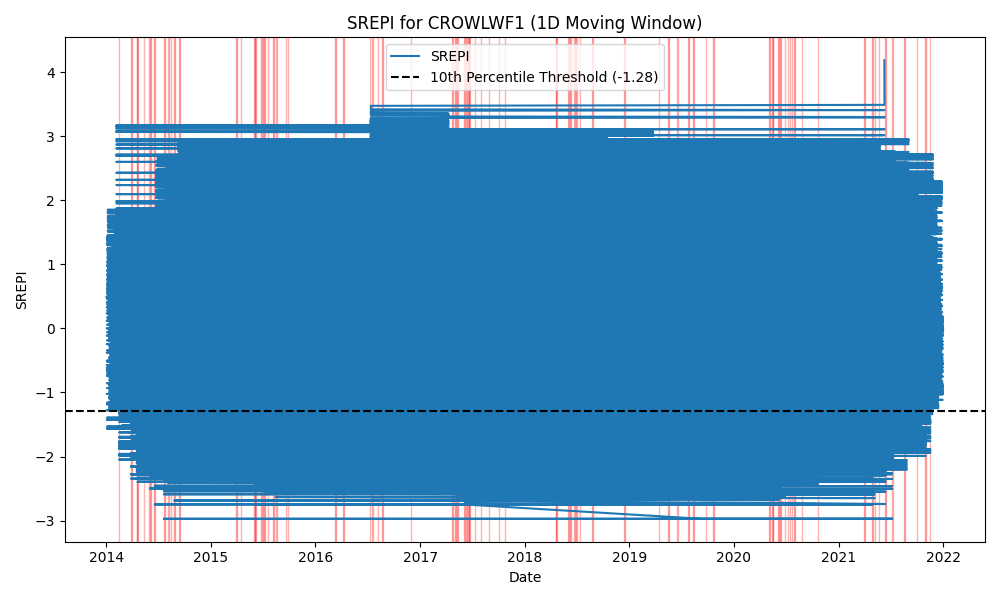 SREPI for CROWLWF1 (1D Moving Window)
SREPI
10th Percentile Threshold (-1.28)
4
3
2
1
0
−1
−2
−3
SREPI
2014 2015 2016 2017 2018 2019 2020 2021 2022
Date